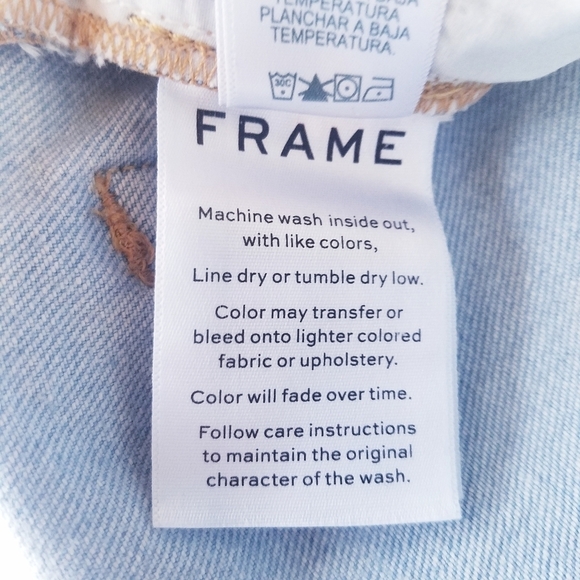 TEMPERATURA
PLANCHAR A BAJA
TEMPERATURA.
30C
FRAME
Machine wash inside out,
with like colors,
Line dry or tumble dry low.
Color may transfer or
bleed onto lighter colored
fabric or upholstery.
Color will fade over time.
Follow care instructions
to maintain the original
character of the wash.